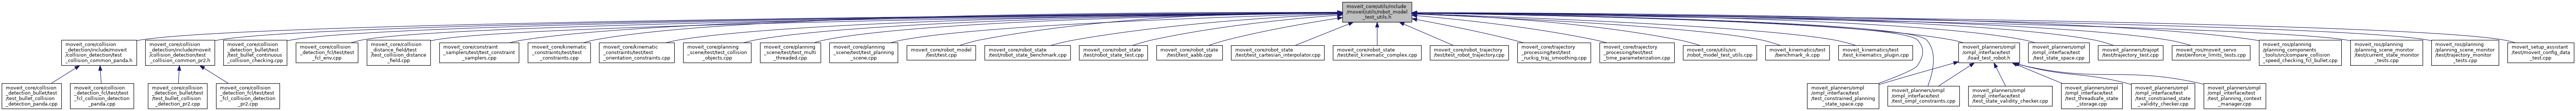 moveit_core/utils/include
/moveit/utils/robot_model
_test_utils.h
moveit_core/collision
_detection/include/moveit
/collision_detection/test
_collision_common_panda.h
moveit_core/collision
_detection/include/moveit
/collision_detection/test
_collision_common_pr2.h
moveit_core/collision
_detection_bullet/test
/test_bullet_continuous
_collision_checking.cpp
moveit_core/collision
_detection_fcl/test/test
_fcl_env.cpp
moveit_core/collision
_distance_field/test
/test_collision_distance
_field.cpp
moveit_core/constraint
_samplers/test/test_constraint
_samplers.cpp
moveit_core/kinematic
_constraints/test/test
_constraints.cpp
moveit_core/kinematic
_constraints/test/test
_orientation_constraints.cpp
moveit_core/planning
_scene/test/test_collision
_objects.cpp
moveit_core/planning
_scene/test/test_multi
_threaded.cpp
moveit_core/planning
_scene/test/test_planning
_scene.cpp
moveit_core/robot_model
/test/test.cpp
moveit_core/robot_state
/test/robot_state_benchmark.cpp
moveit_core/robot_state
/test/robot_state_test.cpp
moveit_core/robot_state
/test/test_aabb.cpp
moveit_core/robot_state
/test/test_cartesian_interpolator.cpp
moveit_core/robot_state
/test/test_kinematic_complex.cpp
moveit_core/robot_trajectory
/test/test_robot_trajectory.cpp
moveit_core/trajectory
_processing/test/test
_ruckig_traj_smoothing.cpp
moveit_core/trajectory
_processing/test/test
_time_parameterization.cpp
moveit_core/utils/src
/robot_model_test_utils.cpp
moveit_kinematics/test
/benchmark_ik.cpp
moveit_kinematics/test
/test_kinematics_plugin.cpp
moveit_planners/ompl
/ompl_interface/test
/load_test_robot.h
moveit_planners/ompl
/ompl_interface/test
/test_state_space.cpp
moveit_planners/trajopt
/test/trajectory_test.cpp
moveit_ros/moveit_servo
/test/enforce_limits_tests.cpp
moveit_ros/planning
/planning_components
_tools/src/compare_collision
_speed_checking_fcl_bullet.cpp
moveit_ros/planning
_planning_scene_monitor
/test/current_state_monitor
_tests.cpp
moveit_ros/planning
_planning_scene_monitor
/test/trajectory_monitor
_tests.cpp
moveit_setup_assistant
/test/moveit_config_data
_test.cpp
moveit_core/collision
_detection_bullet/test
/test_bullet_collision
_detection_panda.cpp
moveit_core/collision
_detection_fcl/test/test
_fcl_collision_detection
_panda.cpp
moveit_core/collision
_detection_bullet/test
/test_bullet_collision
_detection_pr2.cpp
moveit_core/collision
_detection_fcl/test/test
_fcl_collision_detection
_pr2.cpp
moveit_planners/ompl
/ompl_interface/test
/test_constrained_planning
_state_space.cpp
moveit_planners/ompl
/ompl_interface/test
/test_ompl_constraints.cpp
moveit_planners/ompl
/ompl_interface/test
/test_state_validity_checker.cpp
moveit_planners/ompl
/ompl_interface/test
/test_threadsafe_state
_storage.cpp
moveit_planners/ompl
/ompl_interface/test
/test_constrained_state
_validity_checker.cpp
moveit_planners/ompl
/ompl_interface/test
/test_planning_context
_manager.cpp